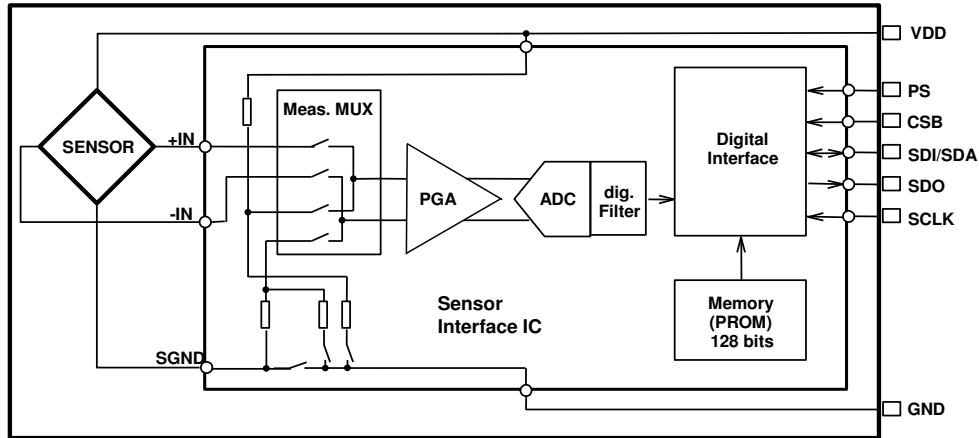 VDD
PS
Meas. MUX
CSB
+IN
SENSOR
Digital
Interface
SDI/SDA
PGA
ADC
dig.
Filter
SDO
-IN
SCLK
Sensor
Interface IC
Memory
(PROM)
128 bits
SGND
GND